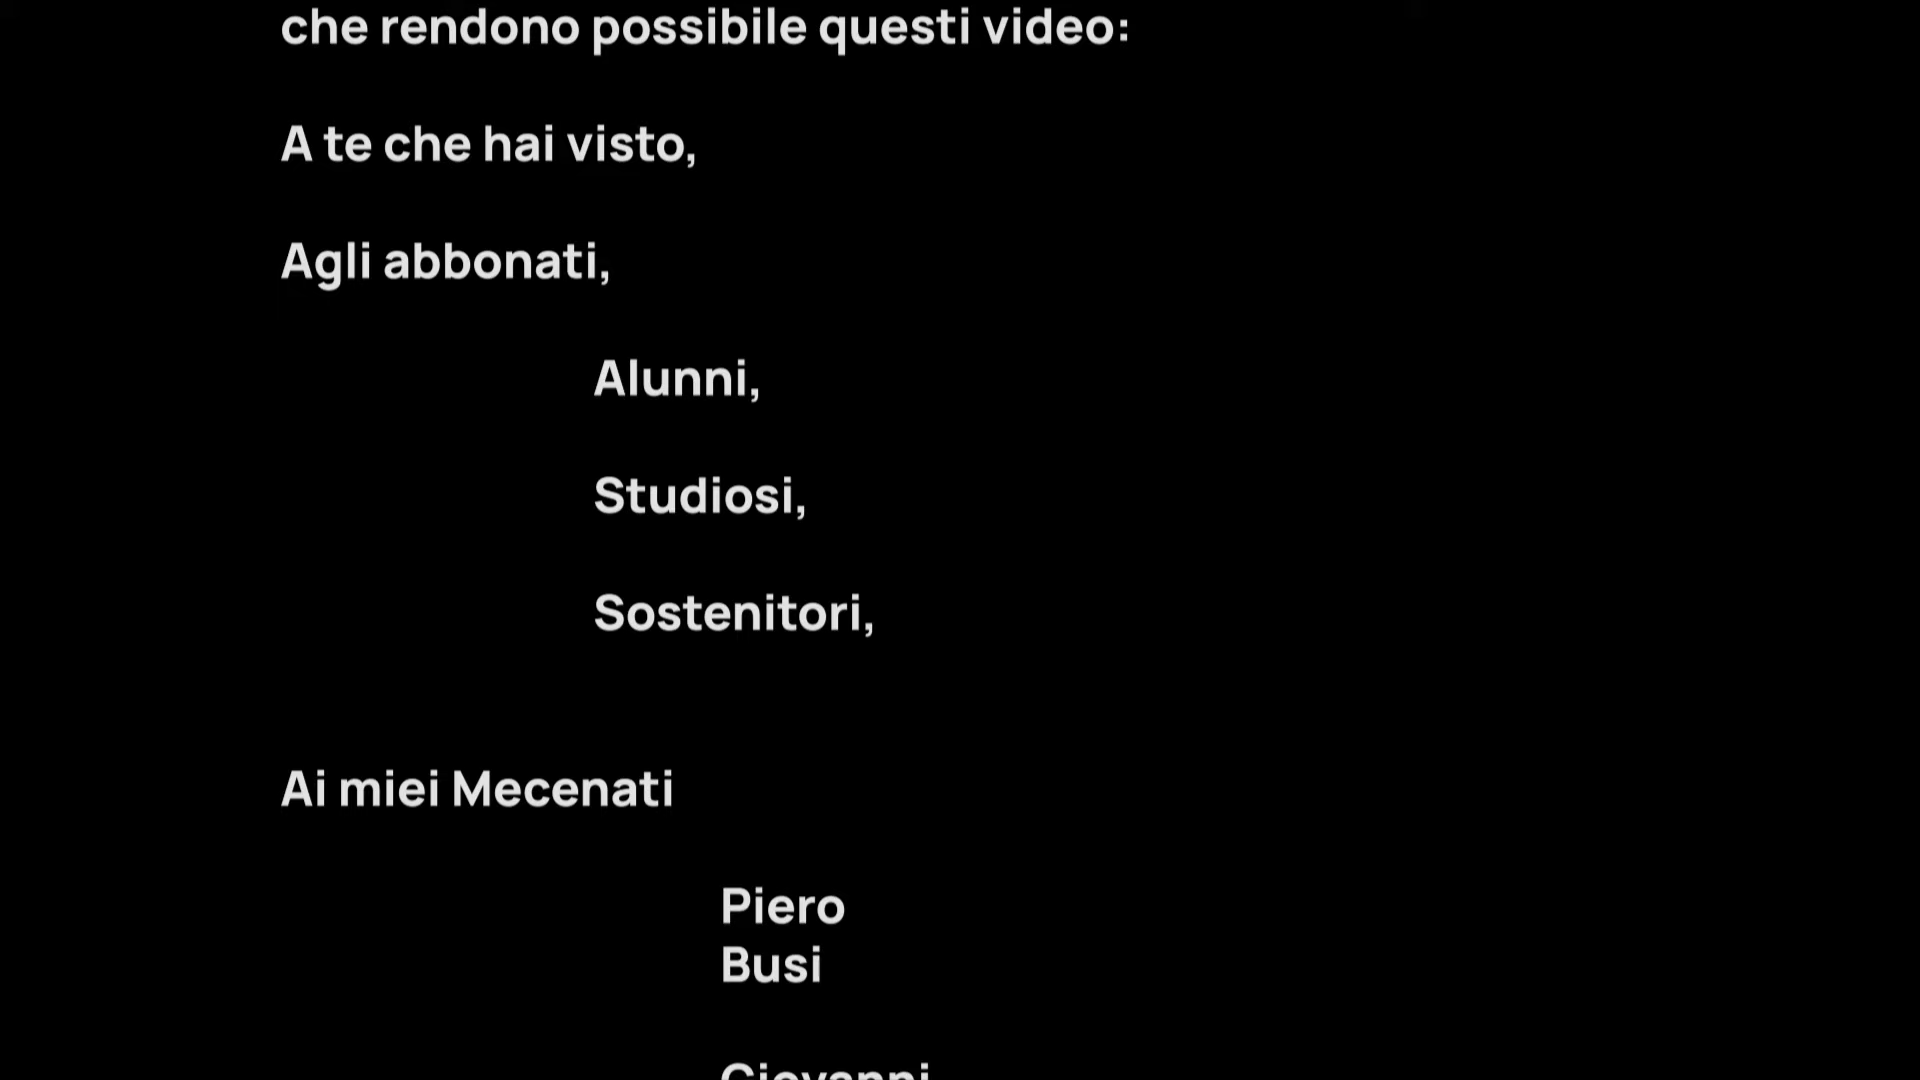 che rendono possibile questi video:
A te che hai visto,
Agli abbonati,
Alunni,
Studiosi,
Sostenitori,
Ai miei Mecenati
Piero
Busi
Giovanni